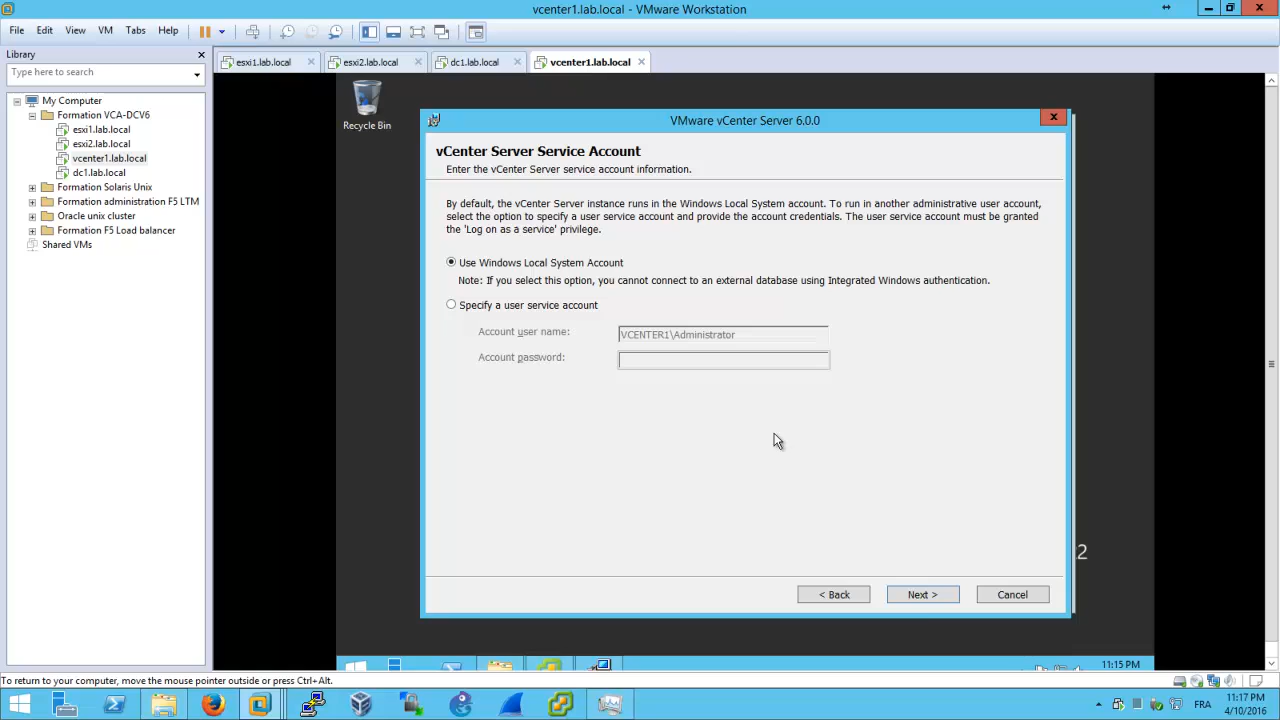 vcenter1.lab.local - VMware Workstation
File Edit View VM Tabs Help
Library
Type here to search
My Computer
Formation VCA-DCV6
esxi1.lab.local
esxi2.lab.local
vcenter1.lab.local
dc1.lab.local
Formation Solaris Unix
Formation administration F5 LTM
Oracle unix cluster
Formation F5 Load balancer
Shared VMs
esxi1.lab.local esxi2.lab.local dc1.lab.local vcenter1.lab.local
Recycle Bin
VMware vCenter Server 6.0.0
vCenter Server Service Account
Enter the vCenter Server service account information.
By default, the vCenter Server instance runs in the Windows Local System account. To run in another administrative user account,
select the option to specify a user service account and provide the account credentials. The user service account must be granted
the 'Log on as a service' privilege.
Use Windows Local System Account
Note: If you select this option, you cannot connect to an external database using Integrated Windows authentication.
Specify a user service account
Account user name: VCENTER1\Administrator
Account password:
2
< Back Next > Cancel
11:15 PM
To return to your computer, move the mouse pointer outside or press Ctrl+Alt.
FRA
11:17 PM
4/10/2016